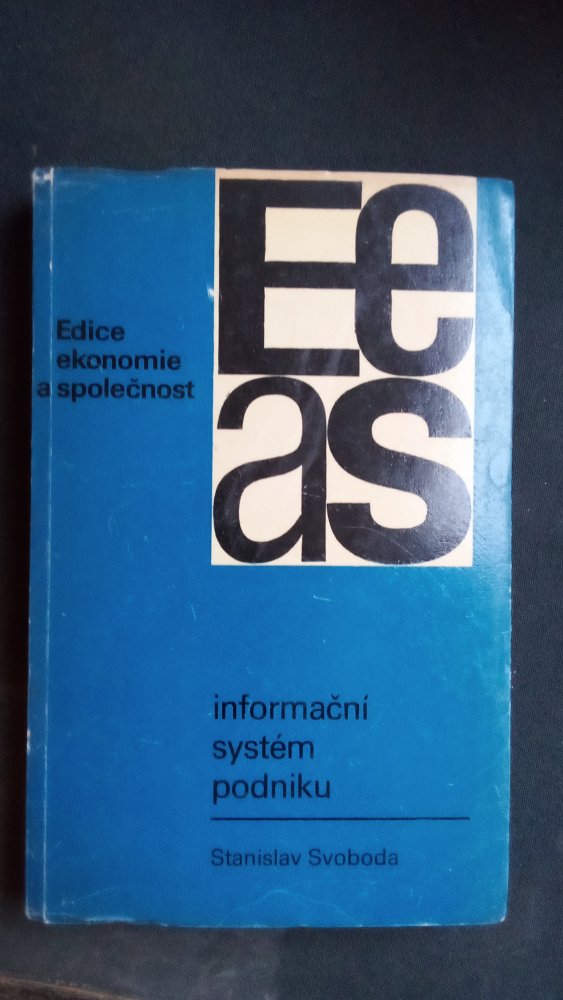 Ee
as
Edice
ekonomie
a společnost
informační
systém
podniku
Stanislav Svoboda